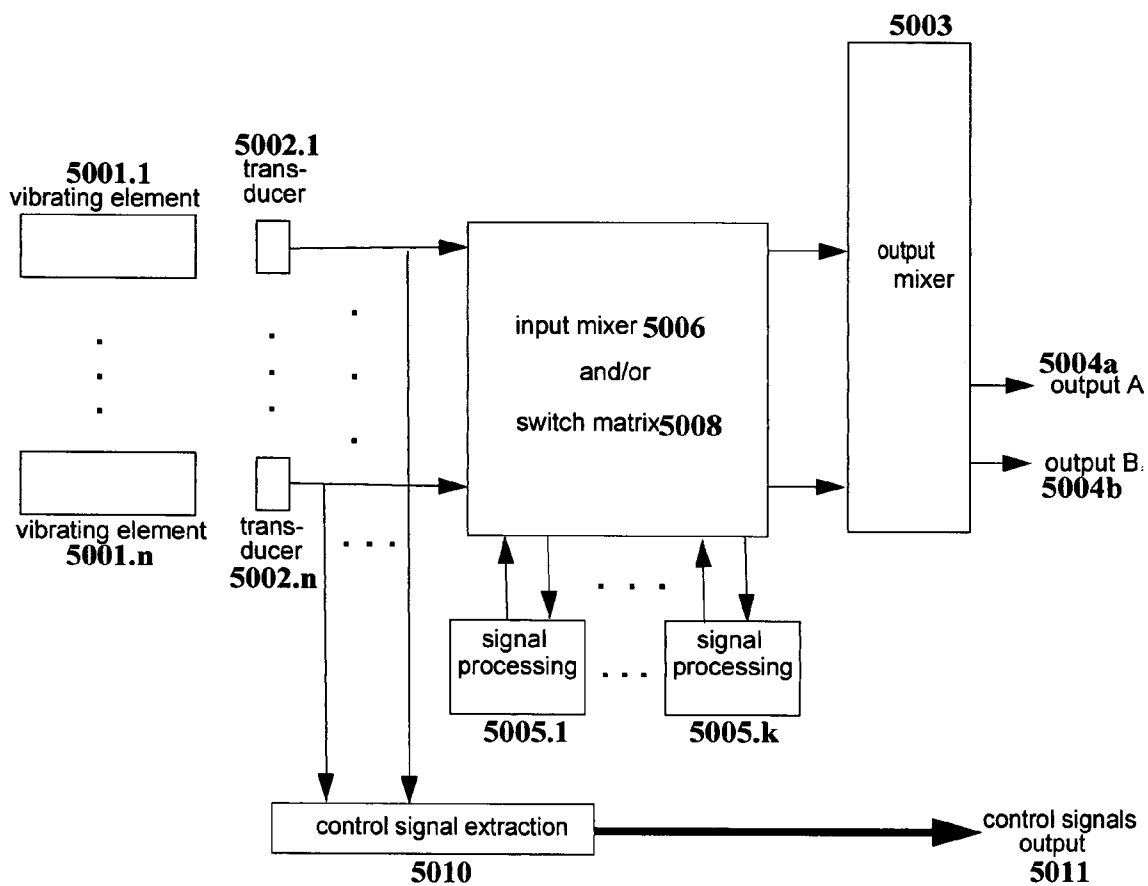 5003
5002.1
trans-
ducer
5001.1
vibrating element
output
mixer
input mixer 5006
and/or
switch matrix 5008
5004a
output A
output B
5004b
vibrating element
5001.n
trans-
ducer
5002.n
signal
processing
5005.1
signal
processing
5005.k
control signal extraction
5010
control signals
output
5011